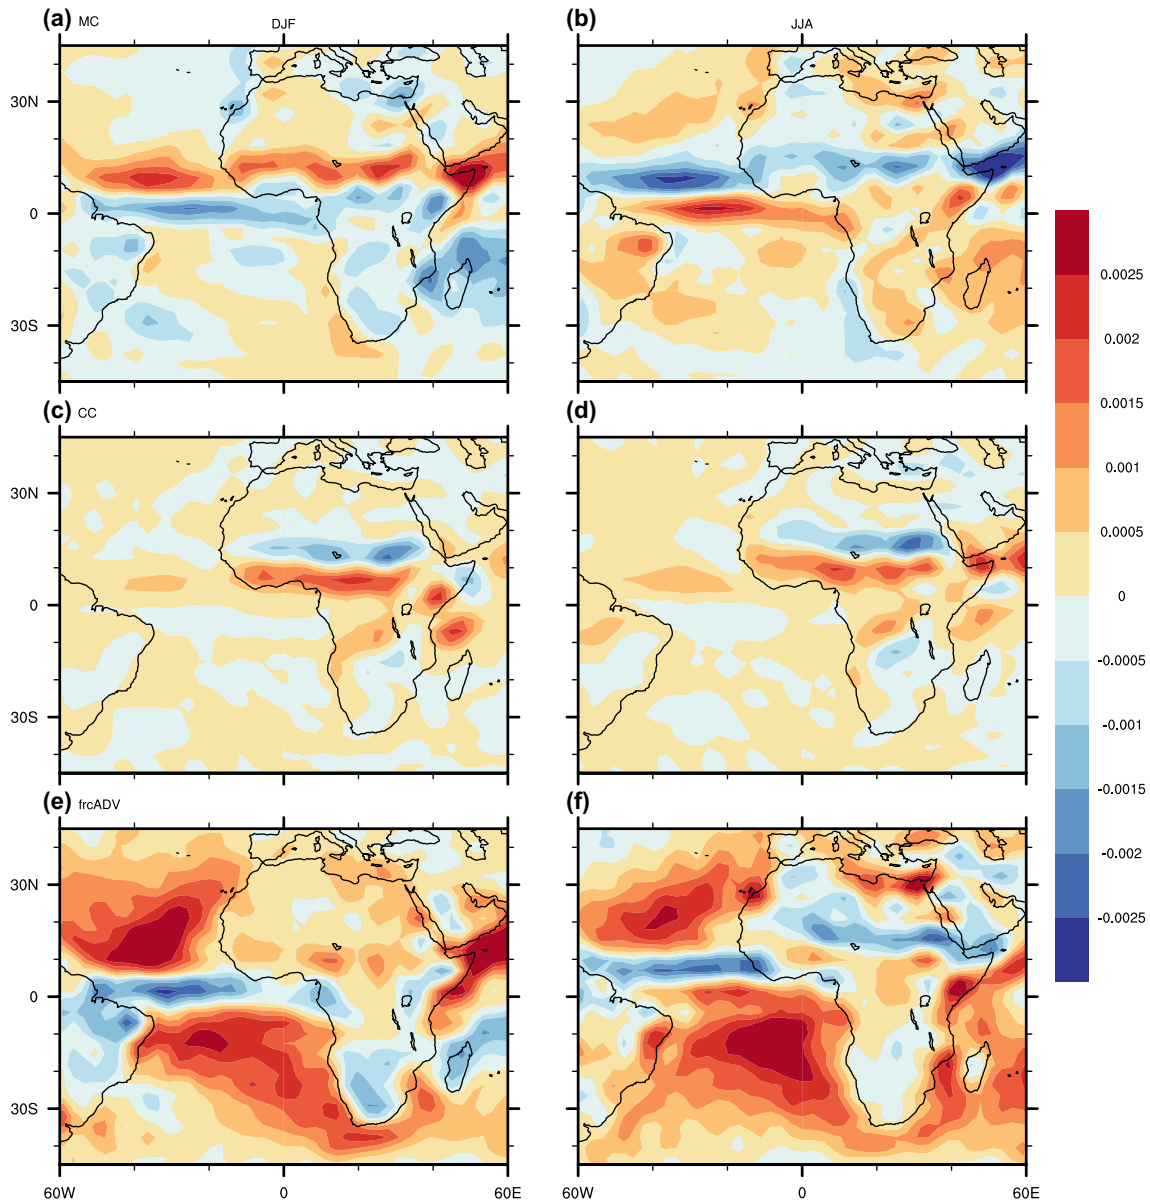 (a) MC DJF (b) JJA
30N
0
30S
(c) CC (d)
30N
0
30S
(e) frcADV (f)
30N
0
30S
60W 0 60E 60W 0 60E
0.0025
0.002
0.0015
0.001
0.0005
0
-0.0005
-0.001
-0.0015
-0.002
-0.0025